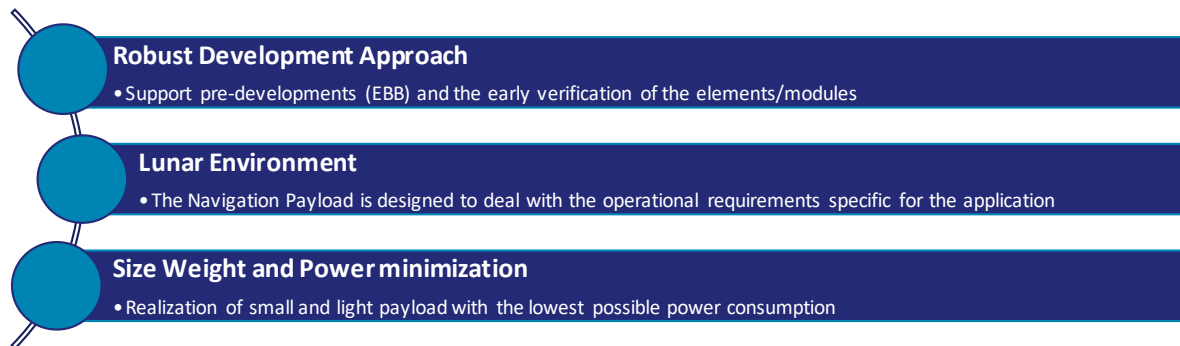 Robust Development Approach
•Support pre-developments (EBB) and the early verification of the elements/modules
Lunar Environment
•The Navigation Payload is designed to deal with the operational requirements specific for the application
Size Weight and Power minimization
•Realization of small and light payload with the lowest possible power consumption